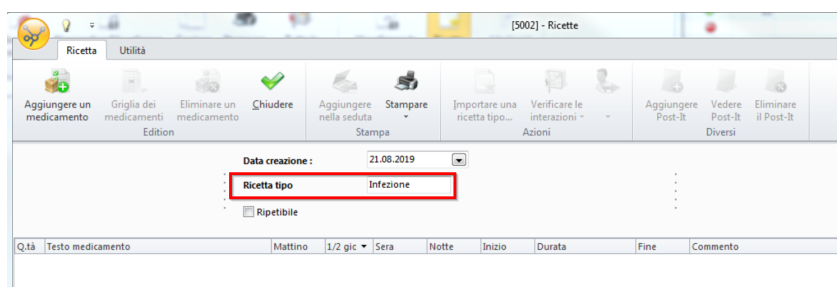 [5002] - Ricette
Ricetta Utilità
Aggiungere un medicamento
Griglia dei medicamenti
Eliminare un medicamento
Chiudere
Edition
Aggiungere nella seduta
Stampare
Stampa
Importare una ricetta tipo...
Verificare le interazioni
Azioni
Aggiungere Post-It
Vedere Post-It
Eliminare il Post-It
Diversi
Data creazione : 21.08.2019
Ricetta tipo Infezione
Ripetibile
Q.tà Testo medicamento Mattino 1/2 gic Sera Notte Inizio Durata Fine Commento